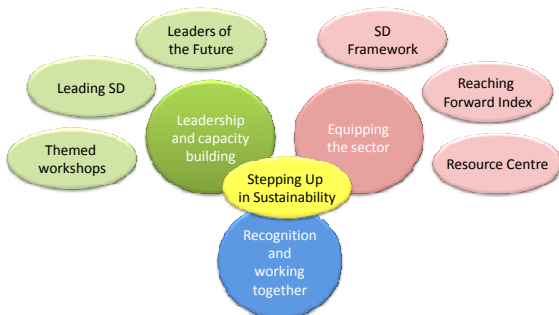 Leaders of
the Future
SD
Framework
Leading SD
Reaching
Forward Index
Leadership
and capacity
building
Equipping
the sector
Themed
workshops
Resource Centre
Stepping Up
in Sustainability
Recognition
and
working
together